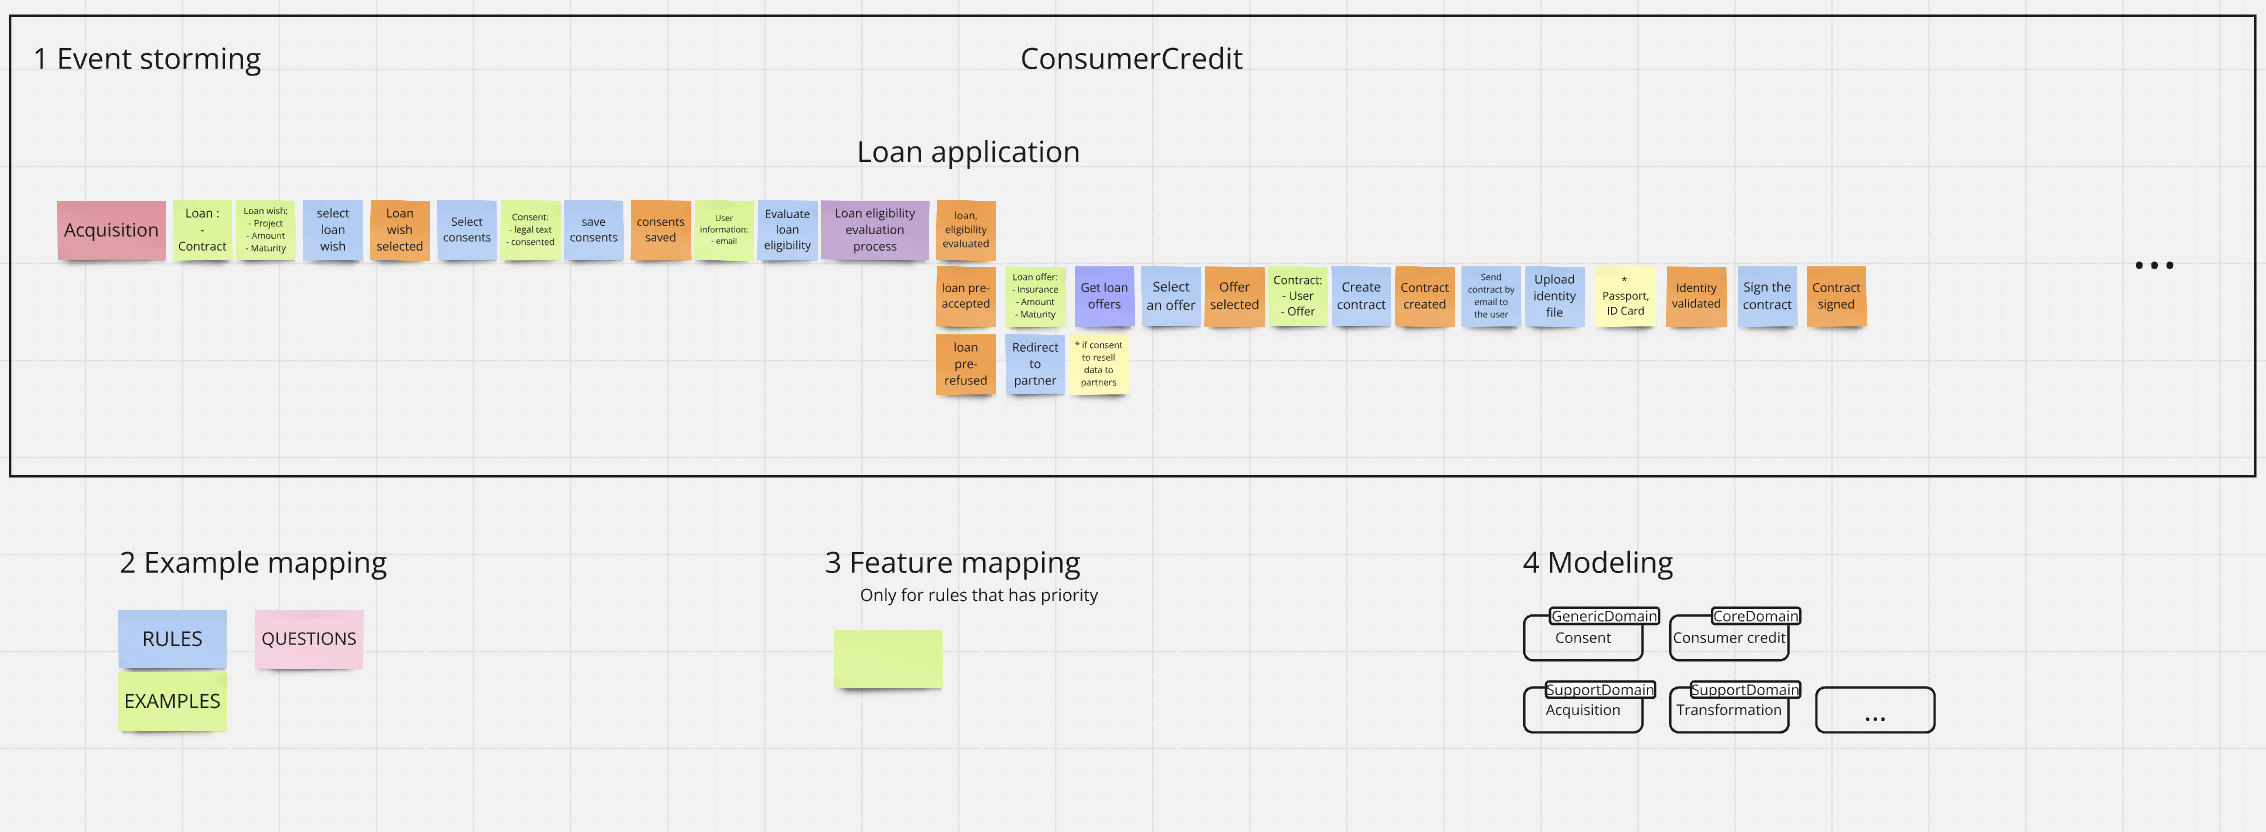 1 Event storming
ConsumerCredit
Loan application
Acquisition
Loan :
-
Contract
Loan wish:
- Project
- Amount
- Maturity
select
loan
wish
Loan
wish
selected
Select
consents
Consent:
- legal text
- consented
save
consents
consents
saved
User
information:
- email
Evaluate
loan
eligibility
Loan eligibility
evaluation
process
loan,
eligibility
evaluated
loan pre-
accepted
Loan offer:
- Insurance
- Amount
- Maturity
Get loan
offers
Select
an offer
Offer
selected
Contract:
- User
- Offer
Create
contract
Contract
created
Send
contract by
email to
the user
Upload
identity
file
*
Passport,
ID Card
Identity
validated
Sign the
contract
Contract
signed
...
loan
pre-
refused
Redirect
to
partner
* if consent
to resell
data to
partners
2 Example mapping
RULES
QUESTIONS
EXAMPLES
3 Feature mapping
Only for rules that has priority
4 Modeling
GenericDomain
Consent
CoreDomain
Consumer credit
SupportDomain
Acquisition
SupportDomain
Transformation
...